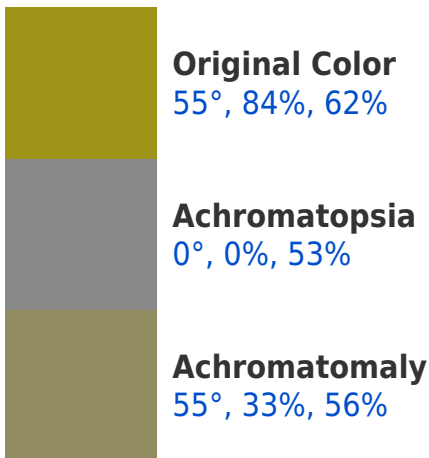 Original Color
55°, 84%, 62%
Achromatopsia
0°, 0%, 53%
Achromatomaly
55°, 33%, 56%